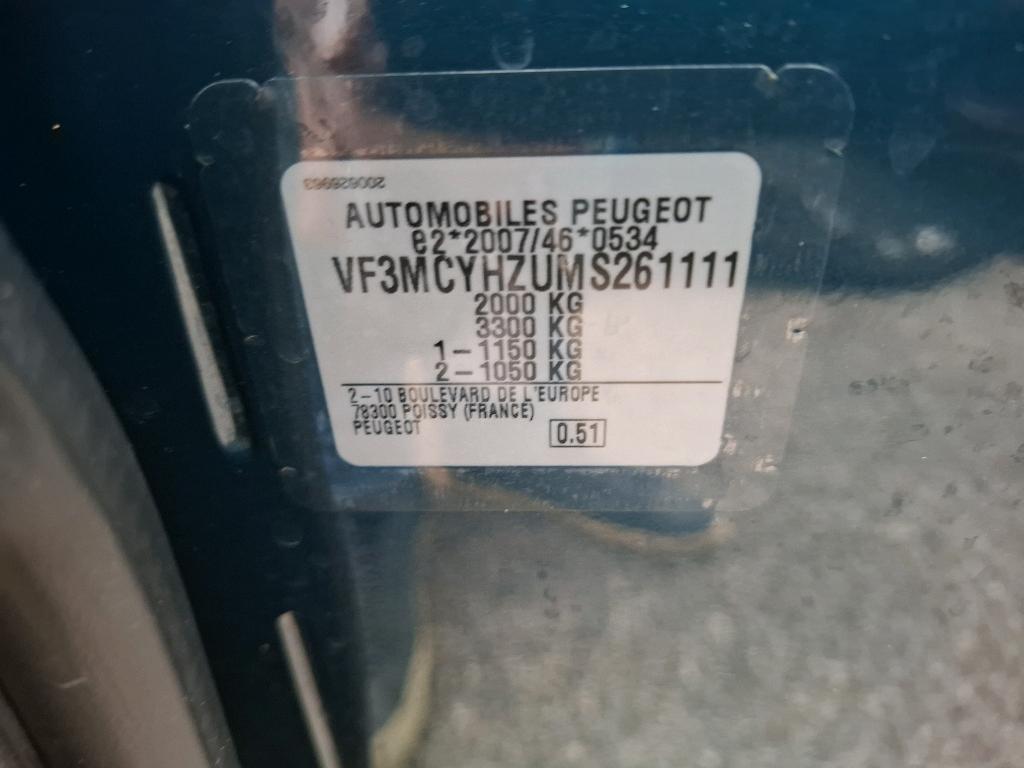 200626963
AUTOMOBILES PEUGEOT
e2*2007/46*0534
VF3MCYHZUMS261111
2000 KG
3300 KG
1-1150 KG
2-1050 KG
2-10 BOULEVARD DE L'EUROPE
78300 POISSY (FRANCE)
PEUGEOT
0.51